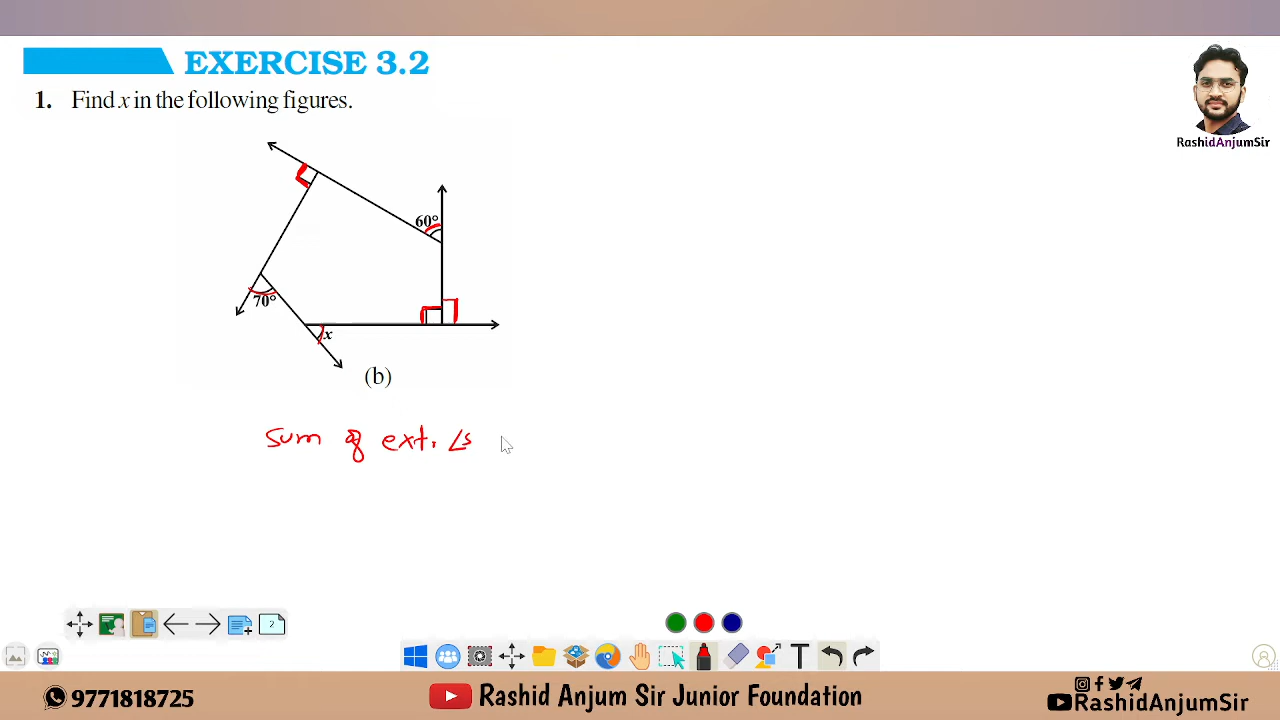 EXERCISE 3.2
1. Find x in the following figures.
RashidAnjumSir
60°
70°
x
(b)
Sum of ext. ∠s
2
9771818725
Rashid Anjum Sir Junior Foundation
RashidAnjumSir